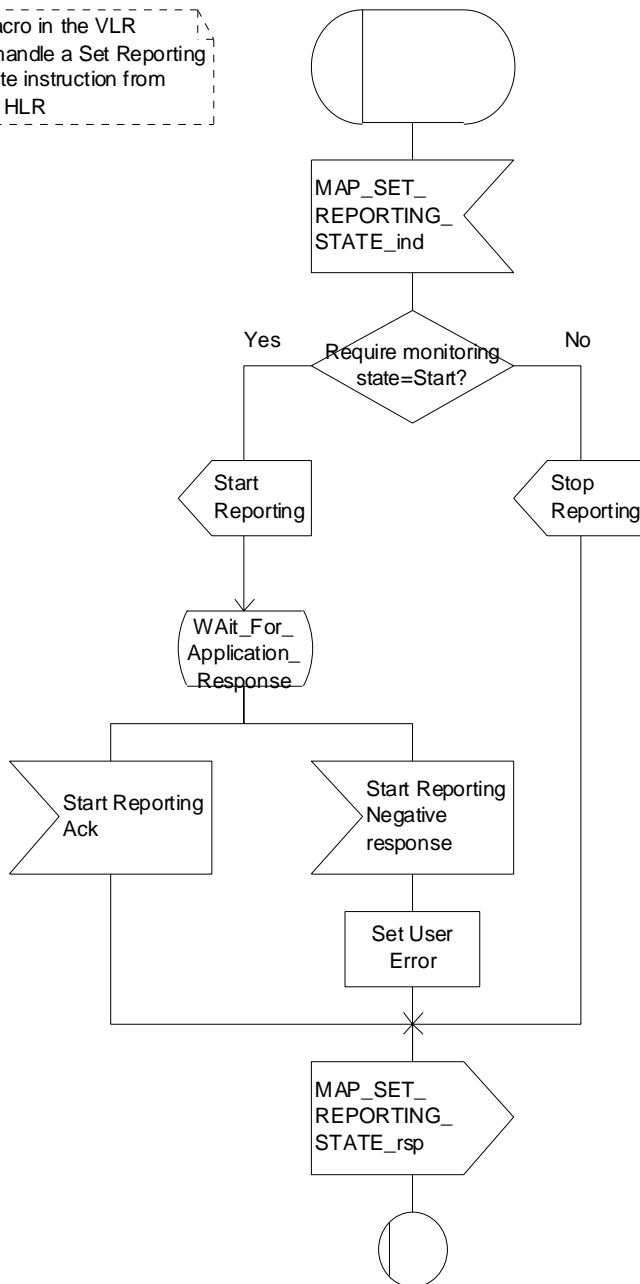 acro in the VLR
handle a Set Reporting
te instruction from
HLR
MAP_SET_
REPORTING_
STATE_ind
Yes
Require monitoring
state=Start?
No
Start
Reporting
Stop
Reporting
WAit_For_
Application_
Response
Start Reporting
Ack
Start Reporting
Negative
response
Set User
Error
MAP_SET_
REPORTING_
STATE_rsp